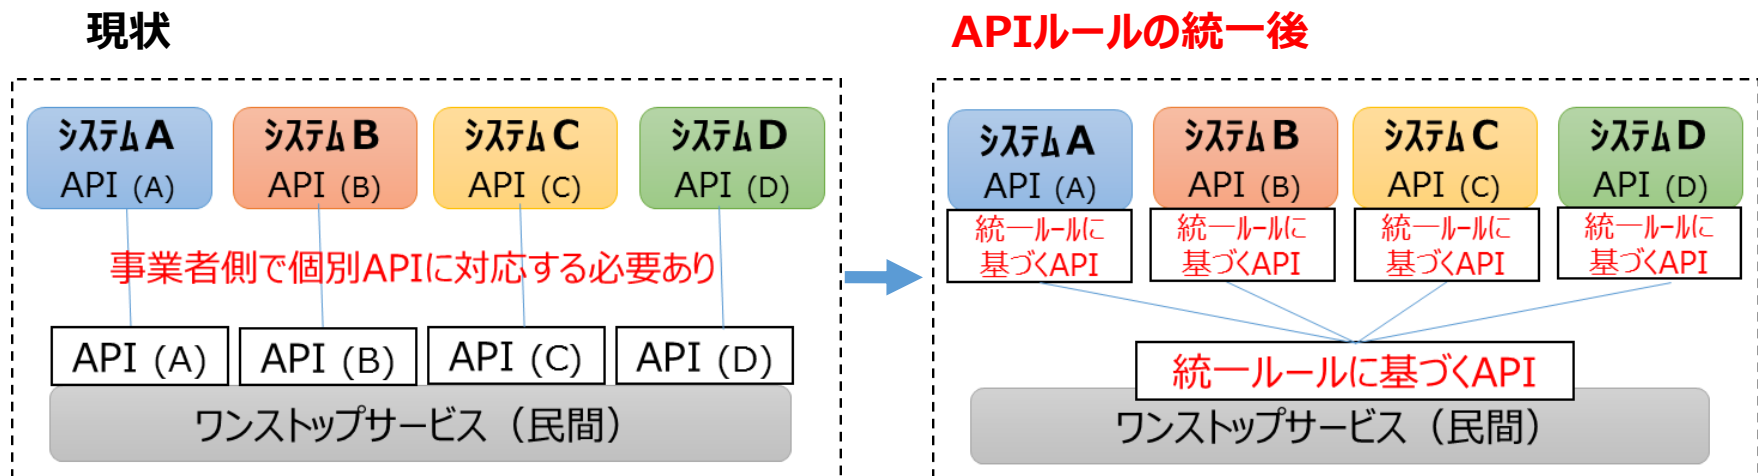 現状
システムA
API (A)
システムB
API (B)
システムC
API (C)
システムD
API (D)
事業者側で個別APIに対応する必要あり
API (A)
API (B)
API (C)
API (D)
ワンストップサービス（民間）
APIルールの統一後
システムA
API (A)
システムB
API (B)
システムC
API (C)
システムD
API (D)
統一ルールに
基づくAPI
統一ルールに
基づくAPI
統一ルールに
基づくAPI
統一ルールに
基づくAPI
統一ルールに基づくAPI
ワンストップサービス（民間）